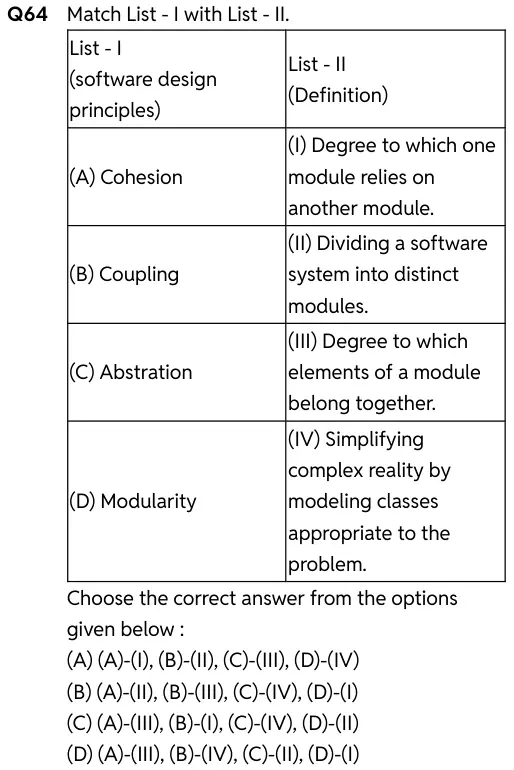 Q64 Match List - I with List - II.
List - I
(software design
principles)
List - II
(Definition)
(A) Cohesion
(I) Degree to which one
module relies on
another module.
(B) Coupling
(II) Dividing a software
system into distinct
modules.
(C) Abstration
(III) Degree to which
elements of a module
belong together.
(D) Modularity
(IV) Simplifying
complex reality by
modeling classes
appropriate to the
problem.
Choose the correct answer from the options
given below :
(A) (A)-(I), (B)-(II), (C)-(III), (D)-(IV)
(B) (A)-(II), (B)-(III), (C)-(IV), (D)-(I)
(C) (A)-(III), (B)-(I), (C)-(IV), (D)-(II)
(D) (A)-(III), (B)-(IV), (C)-(II), (D)-(I)